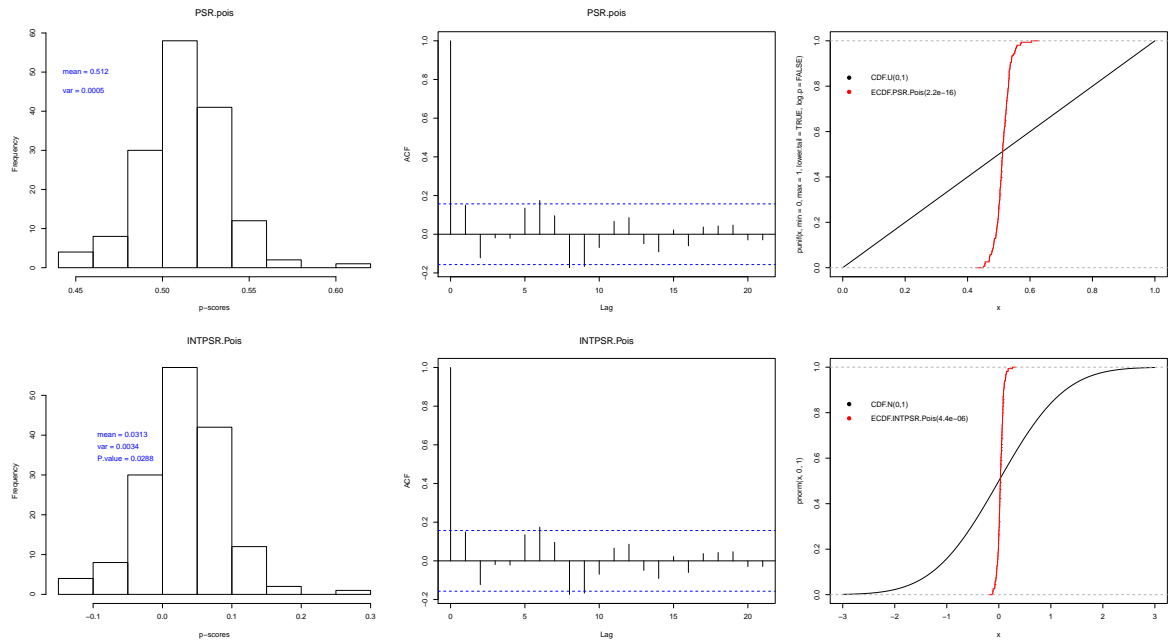 PSR.pois
Frequency
0 10 20 30 40 50 60
mean = 0.512
var = 0.0005
0.45 0.50 0.55 0.60
p-scores
PSR.pois
ACF
-0.2 0.0 0.2 0.4 0.6 0.8 1.0
0 5 10 15 20
Lag
punif(x, min = 0, max = 1, lower.tail = TRUE, log.p = FALSE)
0.0 0.2 0.4 0.6 0.8 1.0
CDF.U(0,1)
ECDF.PSR.Pois(2.2e-16)
0.0 0.2 0.4 0.6 0.8 1.0
x
INTPSR.Pois
Frequency
0 10 20 30 40 50
mean = 0.0313
var = 0.0034
P.value = 0.0288
-0.1 0.0 0.1 0.2 0.3
p-scores
INTPSR.Pois
ACF
-0.2 0.0 0.2 0.4 0.6 0.8 1.0
0 5 10 15 20
Lag
pnorm(x, 0, 1)
0.0 0.2 0.4 0.6 0.8 1.0
CDF.N(0,1)
ECDF.INTPSR.Pois(4.4e-06)
-3 -2 -1 0 1 2 3
x